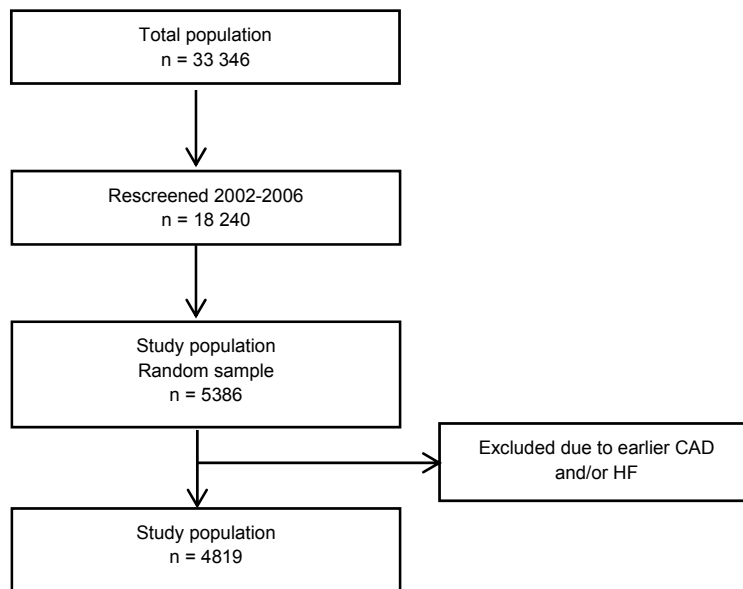 Total population
n = 33 346
Rescreened 2002-2006
n = 18 240
Study population
Random sample
n = 5386
Excluded due to earlier CAD
and/or HF
Study population
n = 4819